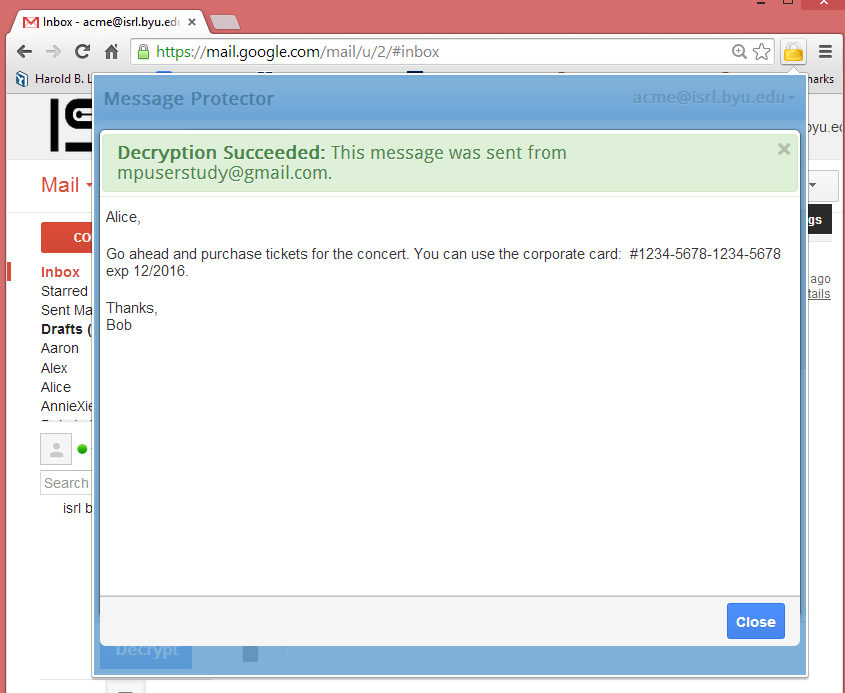 Inbox - acme@isrl.byu.edu
https://mail.google.com/mail/u/2/#inbox
Harold B. L
Message Protector
acme@isrl.byu.edu
Decryption Succeeded: This message was sent from
mpuserstudy@gmail.com.
Mail
Alice,
CO
Go ahead and purchase tickets for the concert. You can use the corporate card:  #1234-5678-1234-5678
exp 12/2016.
Inbox
Starred
Sent Ma
Drafts (
Aaron
Alex
Alice
AnnieXie
Thanks,
Bob
ago
tails
Search
isrl b
Close
Decrypt